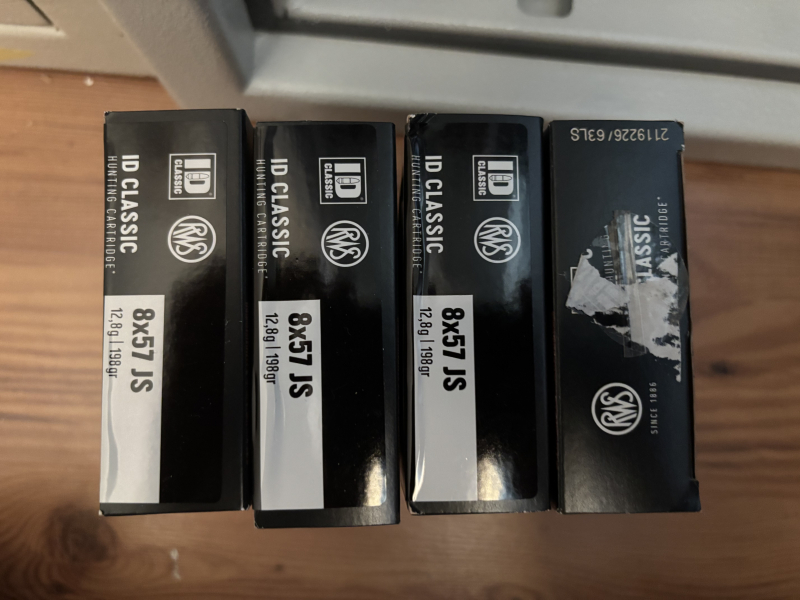 ID
CLASSIC
RWS
ID CLASSIC
HUNTING CARTRIDGE*
8x57 JS
12,8g | 198gr
ID
CLASSIC
RWS
ID CLASSIC
HUNTING CARTRIDGE*
8x57 JS
12,8g | 198gr
ID
CLASSIC
RWS
ID CLASSIC
HUNTING CARTRIDGE*
8x57 JS
12,8g | 198gr
2119226/63LS
CLASSIC
CARTRIDGE*
RWS
SINCE 1886